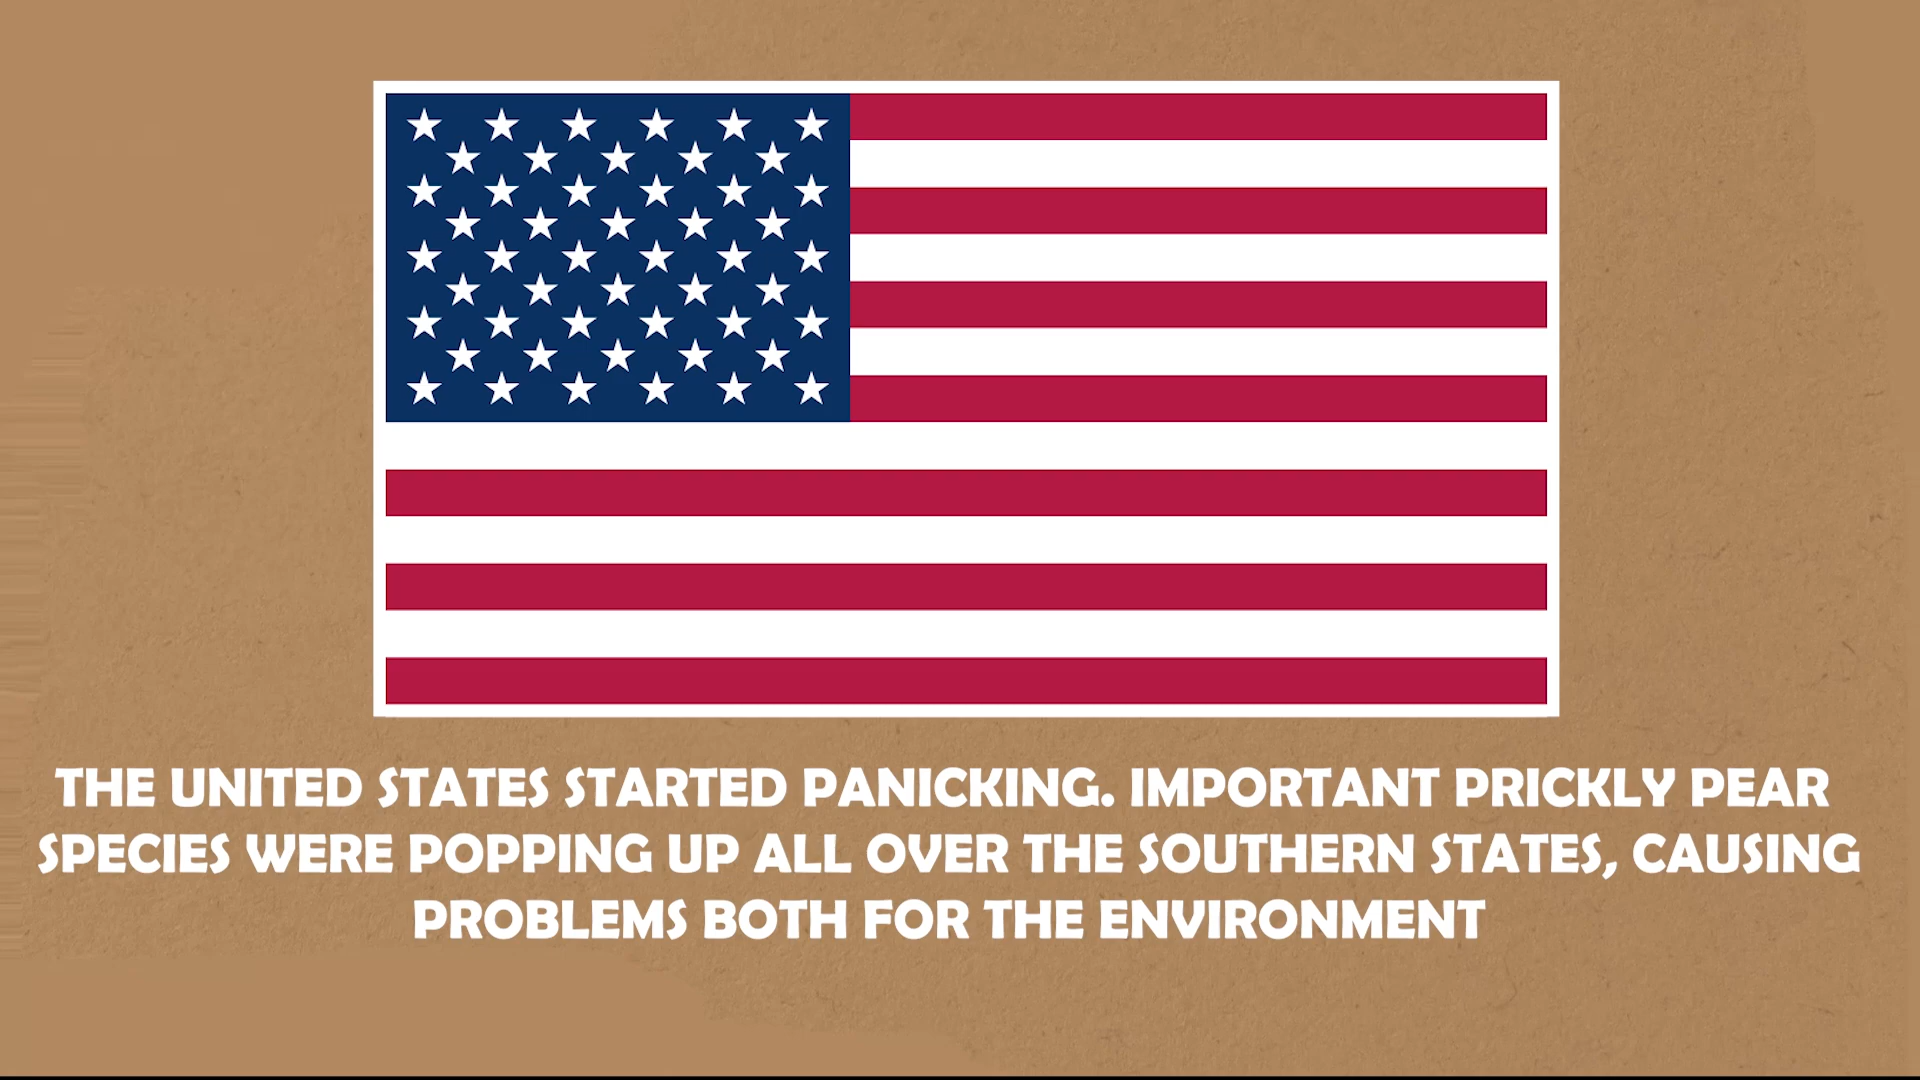 THE UNITED STATES STARTED PANICKING. IMPORTANT PRICKLY PEAR
SPECIES WERE POPPING UP ALL OVER THE SOUTHERN STATES, CAUSING
PROBLEMS BOTH FOR THE ENVIRONMENT